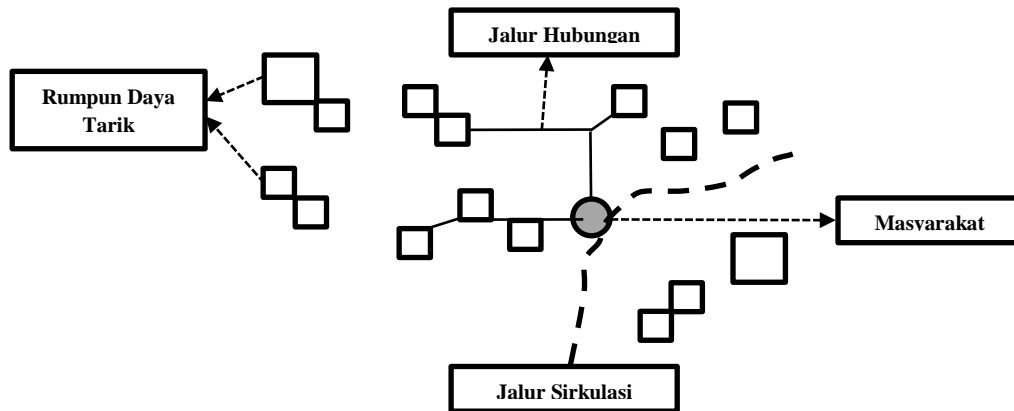 Jalur Hubungan
Rumpun Daya
Tarik
Masyarakat
Jalur Sirkulasi